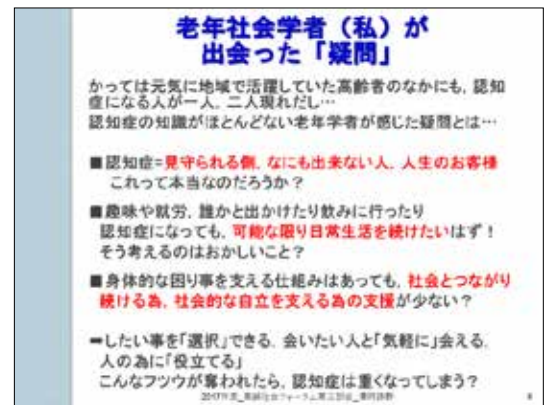 老年社会学者（私）が
出会った「疑問」
かっては元気に地域で活躍していた高齢者のなかにも，認知
症になる人が一人，二人現れだし…
認知症の知識がほとんどない老年学者が感じた疑問とは…
■認知症=見守られる側，なにも出来ない人，人生のお客様
これって本当なのだろうか？
■趣味や就労，誰かと出かけたり飲みに行ったり
認知症になっても，可能な限り日常生活を続けたいはず！
そう考えるのはおかしいこと？
■身体的な困り事を支える仕組みはあっても，社会とつながり
続ける為，社会的な自立を支える為の支援が少ない？
➡したい事を「選択」できる，会いたい人と「気軽に」会える，
人の為に「役立てる」
こんなフツウが奪われたら，認知症は重くなってしまう？